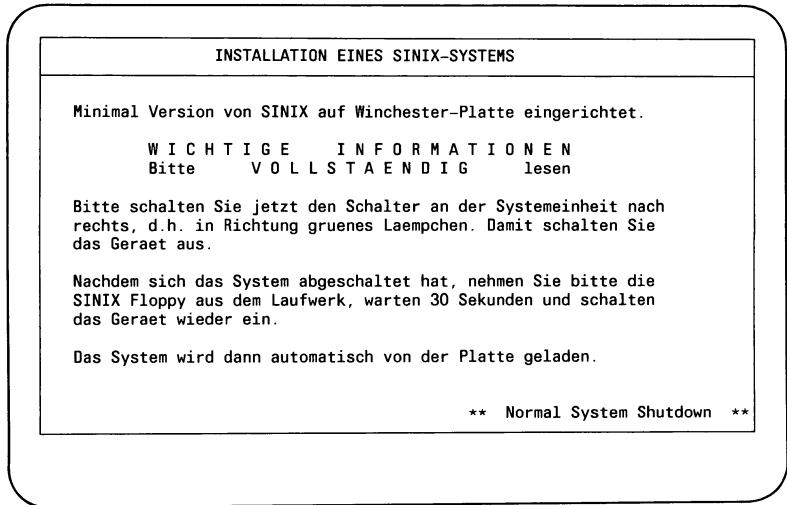 INSTALLATION EINES SINIX-SYSTEMS
Minimal Version von SINIX auf Winchester-Platte eingerichtet.
W I C H T I G E I N F O R M A T I O N E N
Bitte V O L L S T A E N D I G lesen
Bitte schalten Sie jetzt den Schalter an der Systemeinheit nach
rechts, d.h. in Richtung gruenes Laempchen. Damit schalten Sie
das Geraet aus.
Nachdem sich das System abgeschaltet hat, nehmen Sie bitte die
SINIX Floppy aus dem Laufwerk, warten 30 Sekunden und schalten
das Geraet wieder ein.
Das System wird dann automatisch von der Platte geladen.
** Normal System Shutdown **